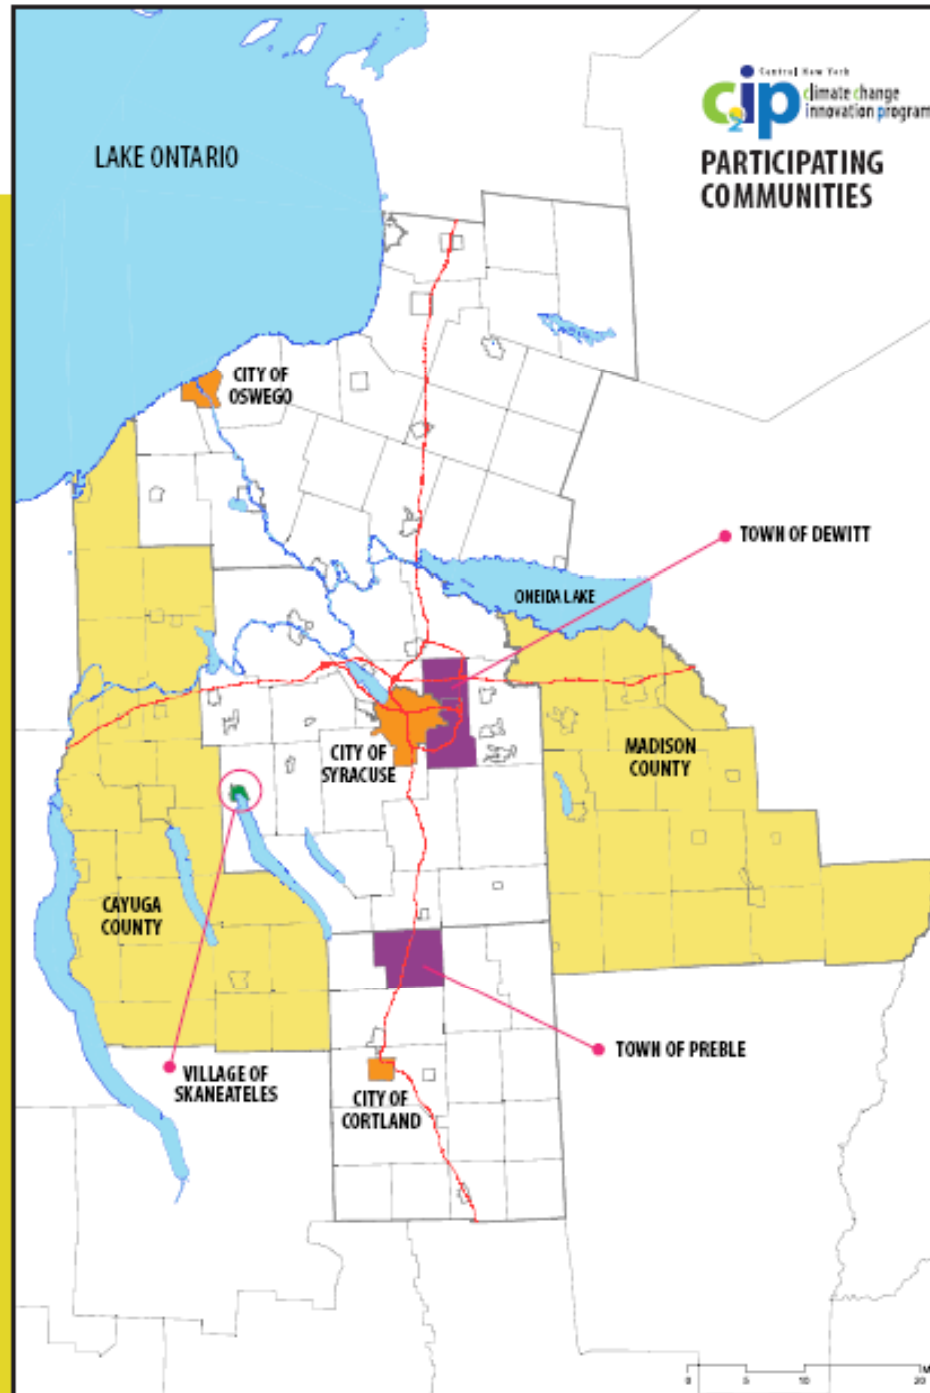 Central New York
c2ip climate change
innovation program
PARTICIPATING
COMMUNITIES
LAKE ONTARIO
CITY OF
OSWEGO
TOWN OF DEWITT
ONEIDA LAKE
CITY OF
SYRACUSE
MADISON
COUNTY
CAYUGA
COUNTY
TOWN OF PREBLE
VILLAGE OF
SKANEATELES
CITY OF
CORTLAND
0 5 10 20